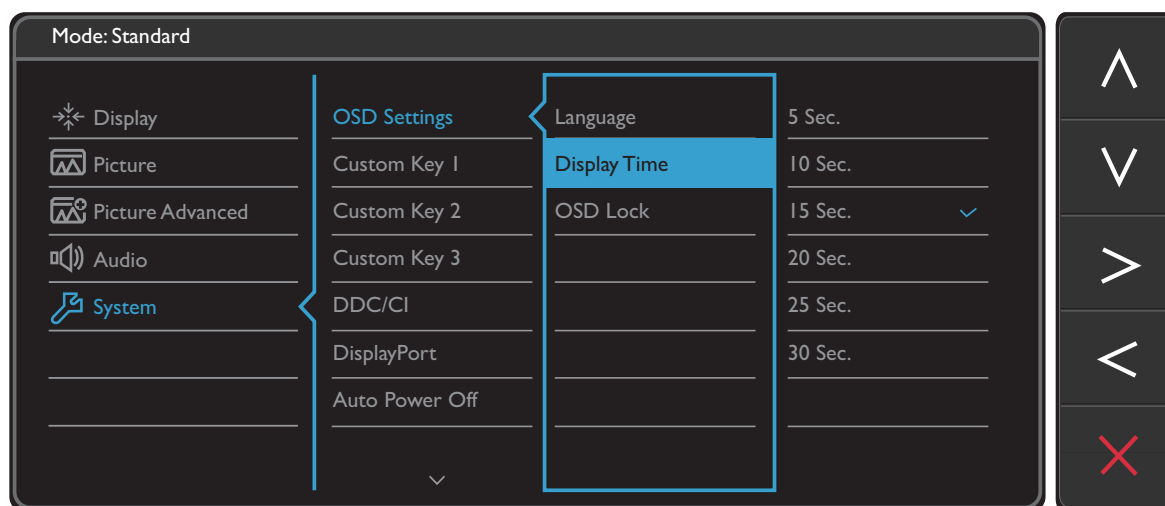 Mode: Standard
Display
Picture
Picture Advanced
Audio
System
OSD Settings
Custom Key 1
Custom Key 2
Custom Key 3
DDC/CI
DisplayPort
Auto Power Off
Language
Display Time
OSD Lock
5 Sec.
10 Sec.
15 Sec.
20 Sec.
25 Sec.
30 Sec.